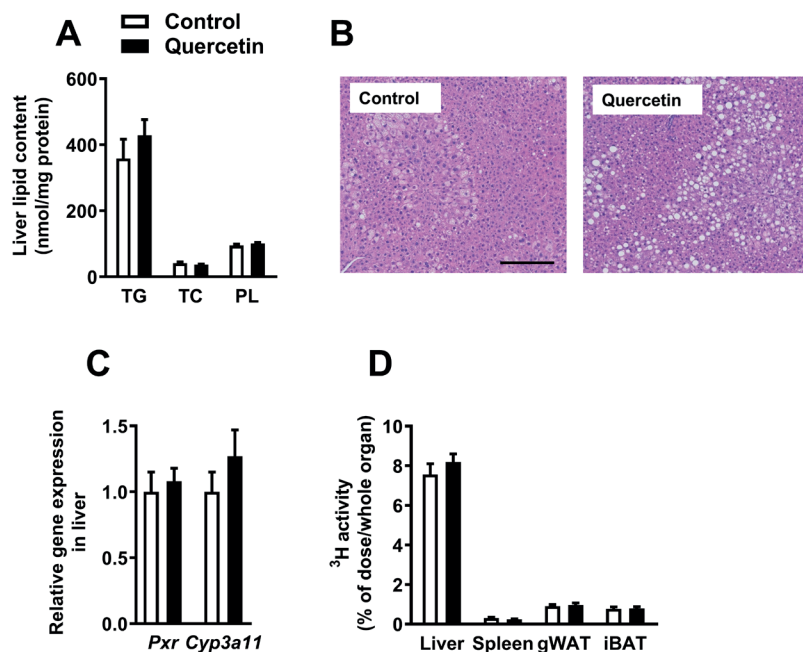 A
Control
Quercetin
Liver lipid content
(nmol/mg protein)
600
400
200
0
TG TC PL
B
Control
Quercetin
C
Relative gene expression
in liver
1.5
1.0
0.5
0.0
Pxr Cyp3a11
D
³H activity
(% of dose/whole organ)
10
8
6
4
2
0
Liver Spleen gWAT iBAT